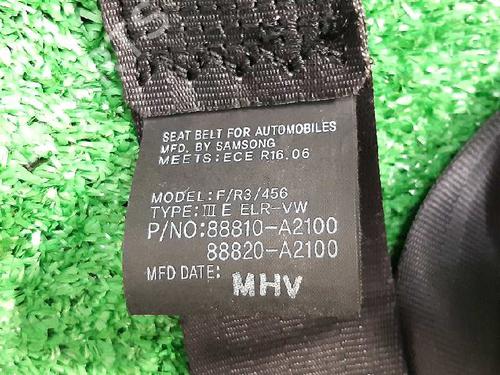 SEAT BELT FOR AUTOMOBILES
MFD. BY SAMSONG
MEETS:ECE R16.06
MODEL:F/R3/456
TYPE:ⅢE ELR-VW
P/NO:88810-A2100
88820-A2100
MFD DATE: MHV